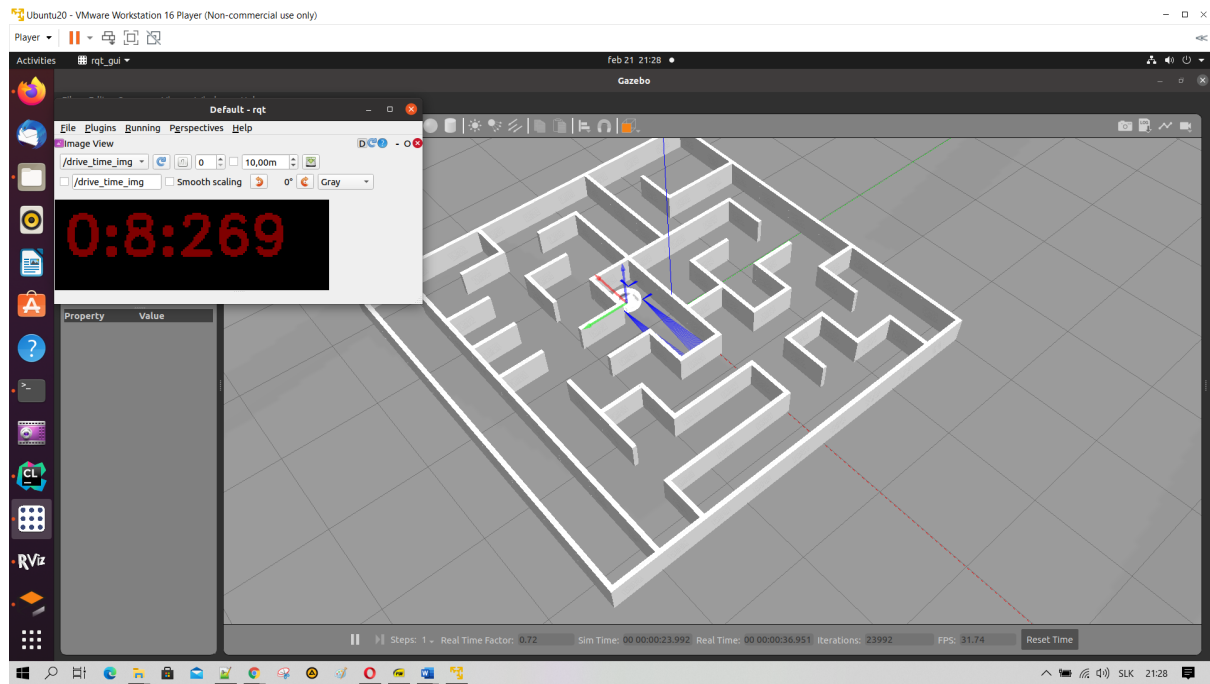 Ubuntu20 - VMware Workstation 16 Player (Non-commercial use only)
Player
Activities
rqt_gui
feb 21 21:28
Gazebo
Default - rqt
File Plugins Running Perspectives Help
Image View
D
- O
/drive_time_img
0
10,00m
/drive_time_img
Smooth scaling
0°
Gray
0:8:269
Property Value
Steps: 1
Real Time Factor: 0.72
Sim Time: 00 00:00:23.992
Real Time: 00 00:00:36.951
Iterations: 23992
FPS: 31.74
Reset Time
CL
RViz
SLK
21:28